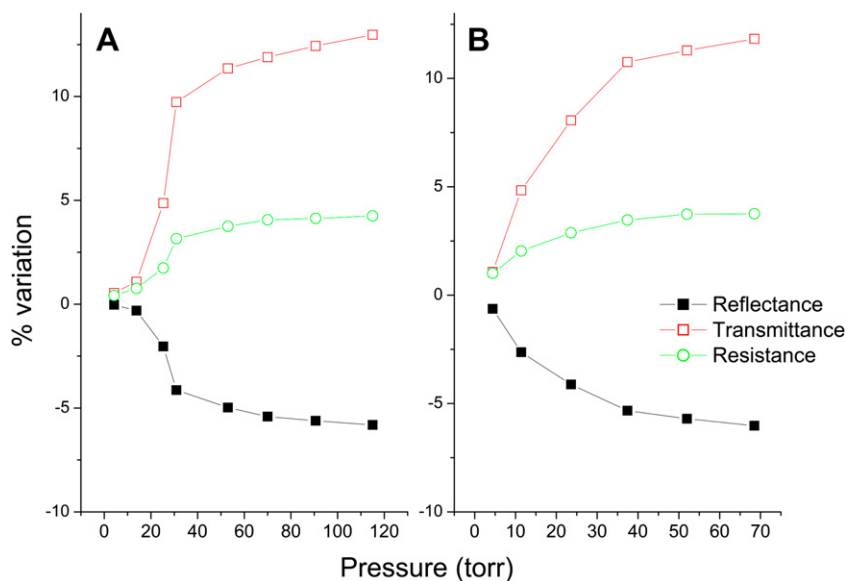 A
B
10
5
0
-5
-10
10
5
0
-5
-10
% variation
Reflectance
Transmittance
Resistance
0 20 40 60 80 100 120
0 10 20 30 40 50 60 70
Pressure (torr)